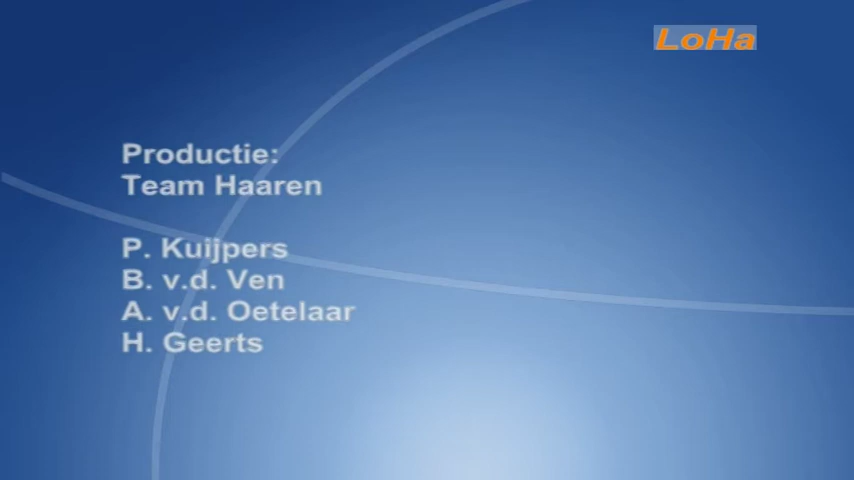 LoHa
Productie:
Team Haaren
P. Kuijpers
B. v.d. Ven
A. v.d. Oetelaar
H. Geerts